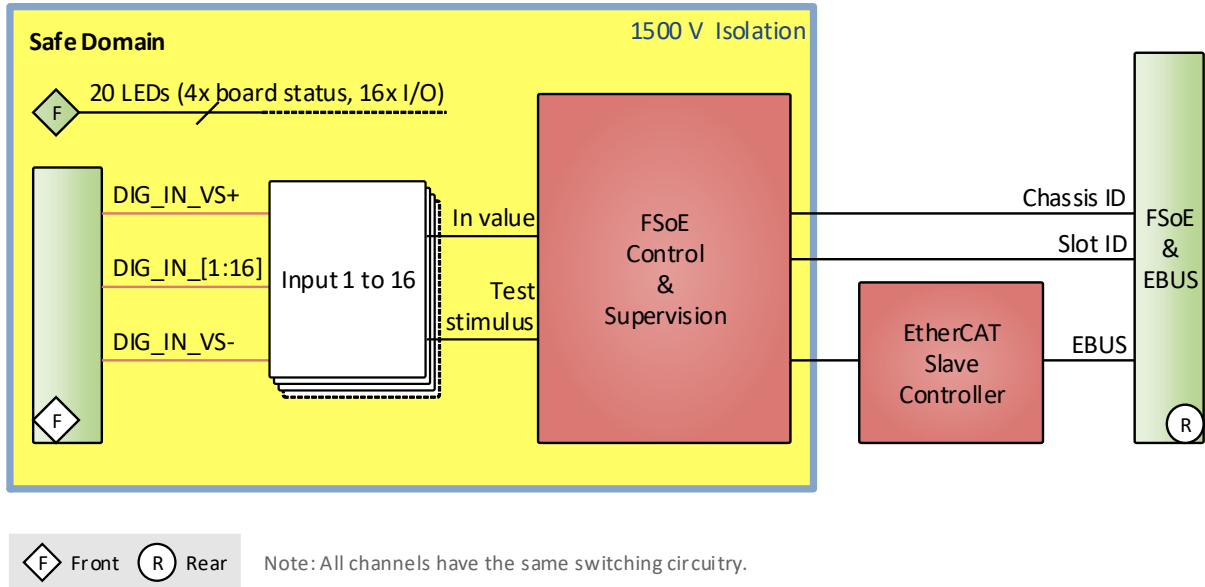 Safe Domain
1500 V Isolation
20 LEDs (4x board status, 16x I/O)
F
DIG_IN_VS+
DIG_IN_[1:16]
DIG_IN_VS-
F
Input 1 to 16
In value
Test
stimulus
FSoE
Control
&
Supervision
Chassis ID
Slot ID
EBUS
EtherCAT
Slave
Controller
FSoE
&
EBUS
R
F Front R Rear Note: All channels have the same switching circuitry.